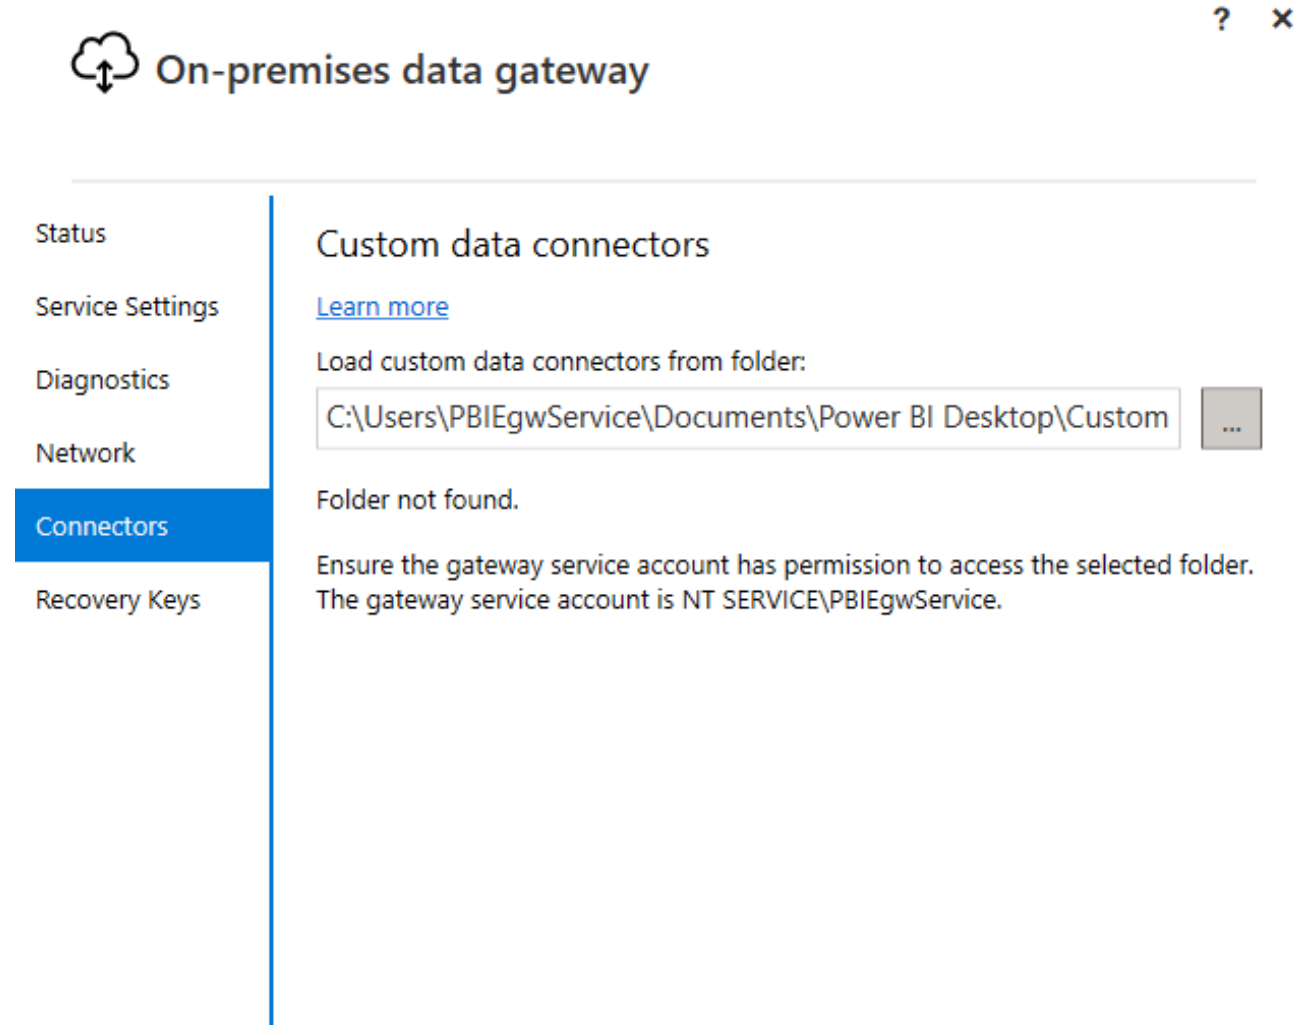 ? ×
On-premises data gateway
Status
Service Settings
Diagnostics
Network
Connectors
Recovery Keys
Custom data connectors
Learn more
Load custom data connectors from folder:
C:\Users\PBIEgwService\Documents\Power BI Desktop\Custom
...
Folder not found.
Ensure the gateway service account has permission to access the selected folder.
The gateway service account is NT SERVICE\PBIEgwService.